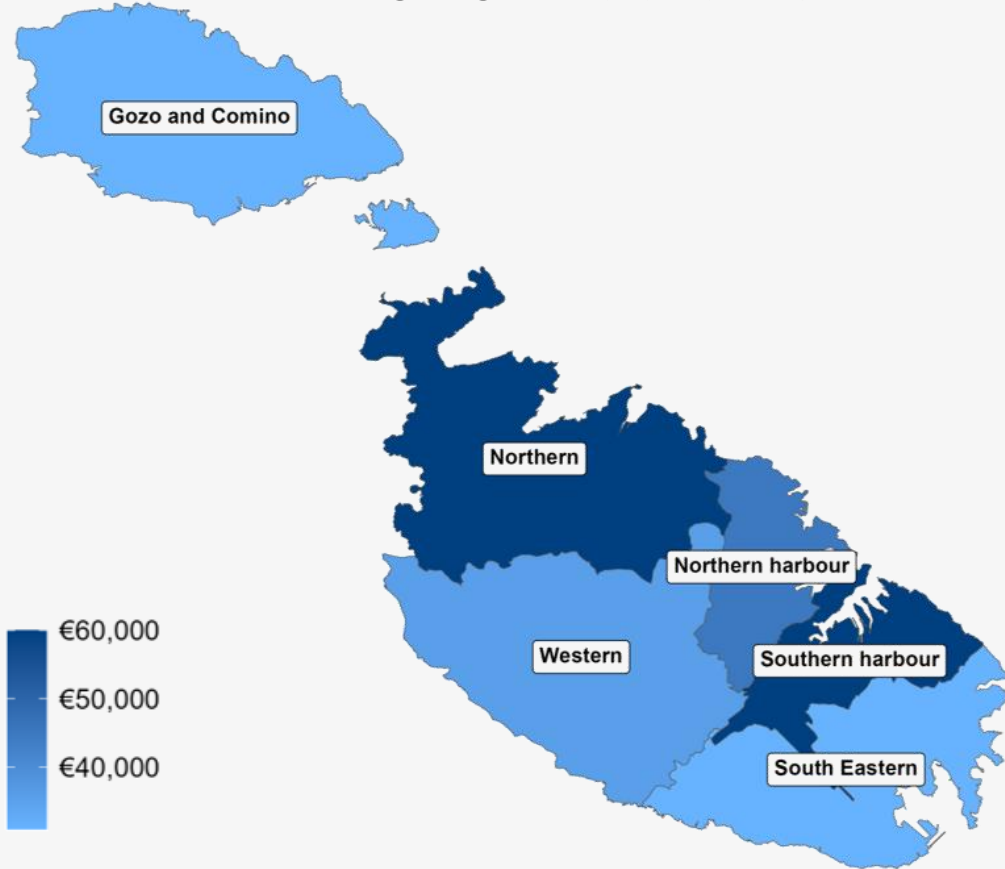 Gozo and Comino
Northern
Northern harbour
Western
Southern harbour
South Eastern
€60,000
€50,000
€40,000